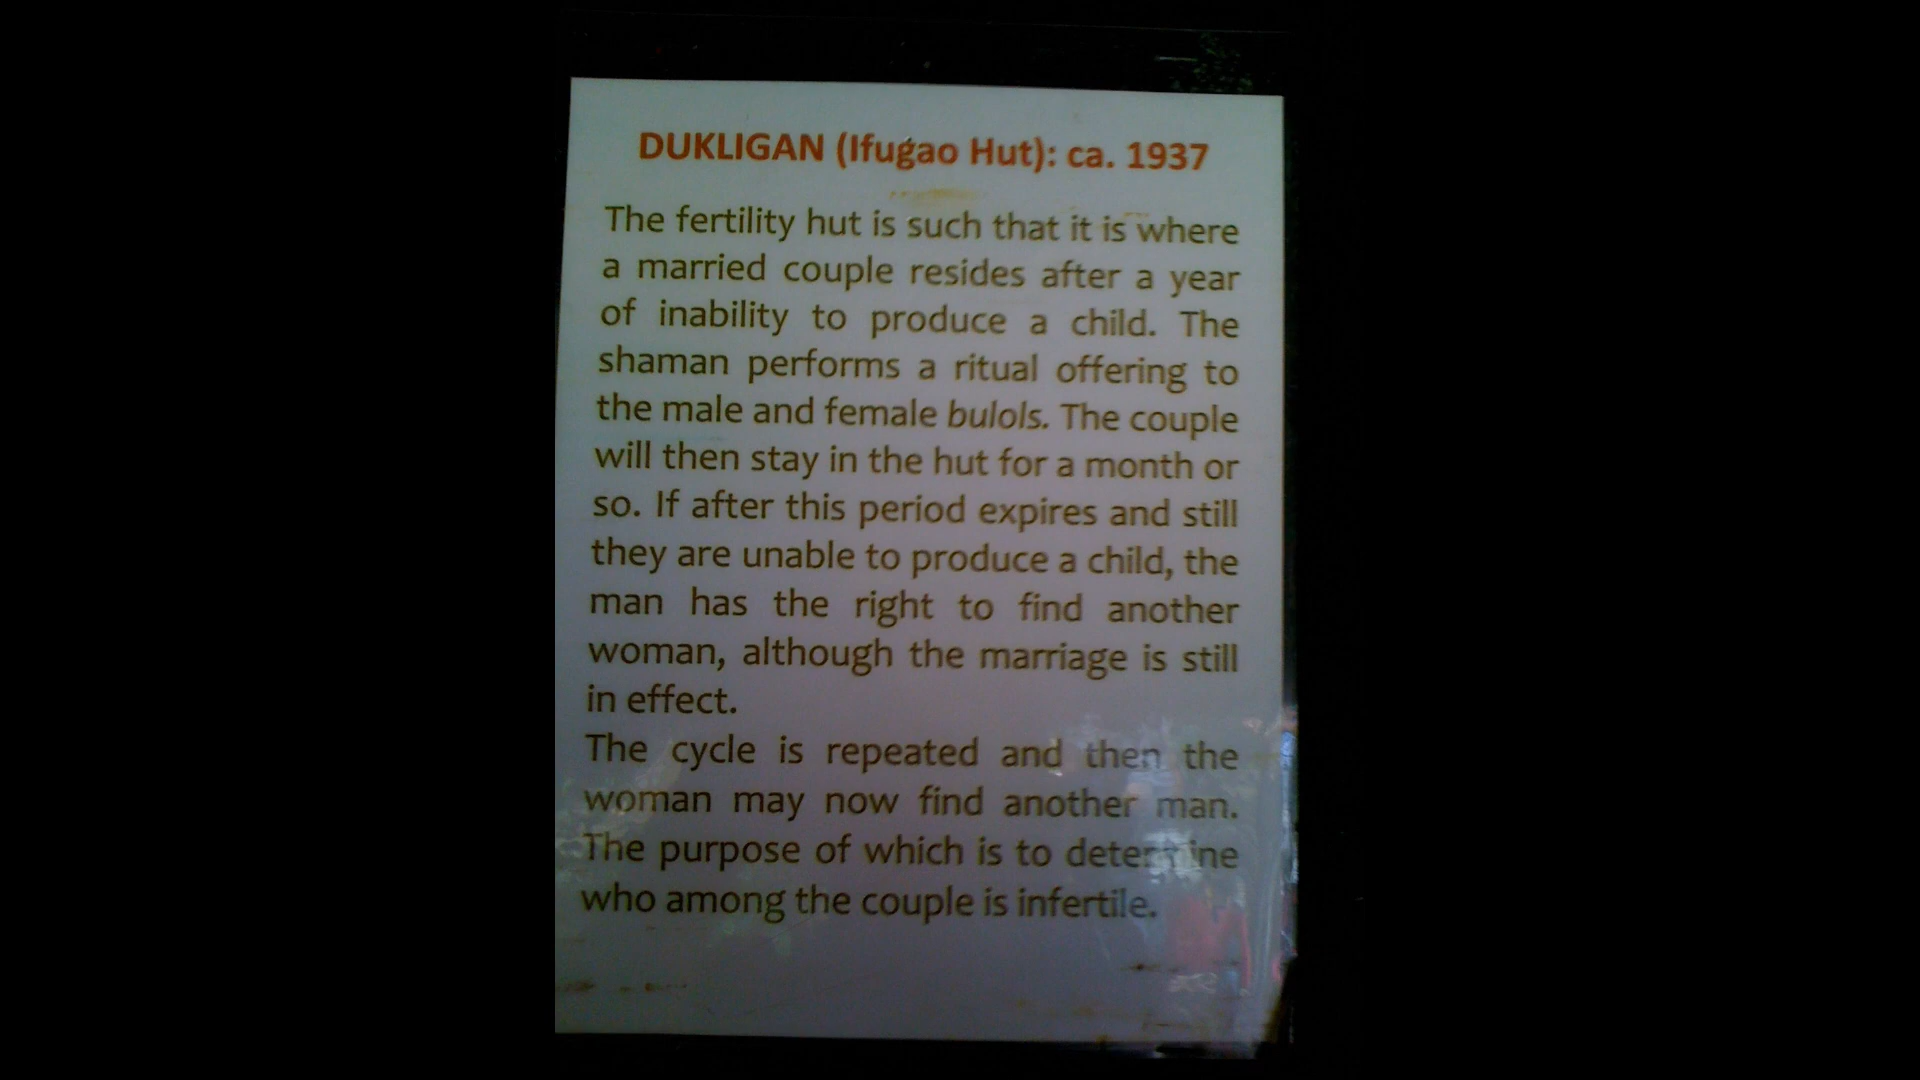 DUKLIGAN (Ifugao Hut): ca. 1937
The fertility hut is such that it is where
a married couple resides after a year
of inability to produce a child. The
shaman performs a ritual offering to
the male and female bulols. The couple
will then stay in the hut for a month or
so. If after this period expires and still
they are unable to produce a child, the
man has the right to find another
woman, although the marriage is still
in effect.
The cycle is repeated and then the
woman may now find another man.
The purpose of which is to determine
who among the couple is infertile.